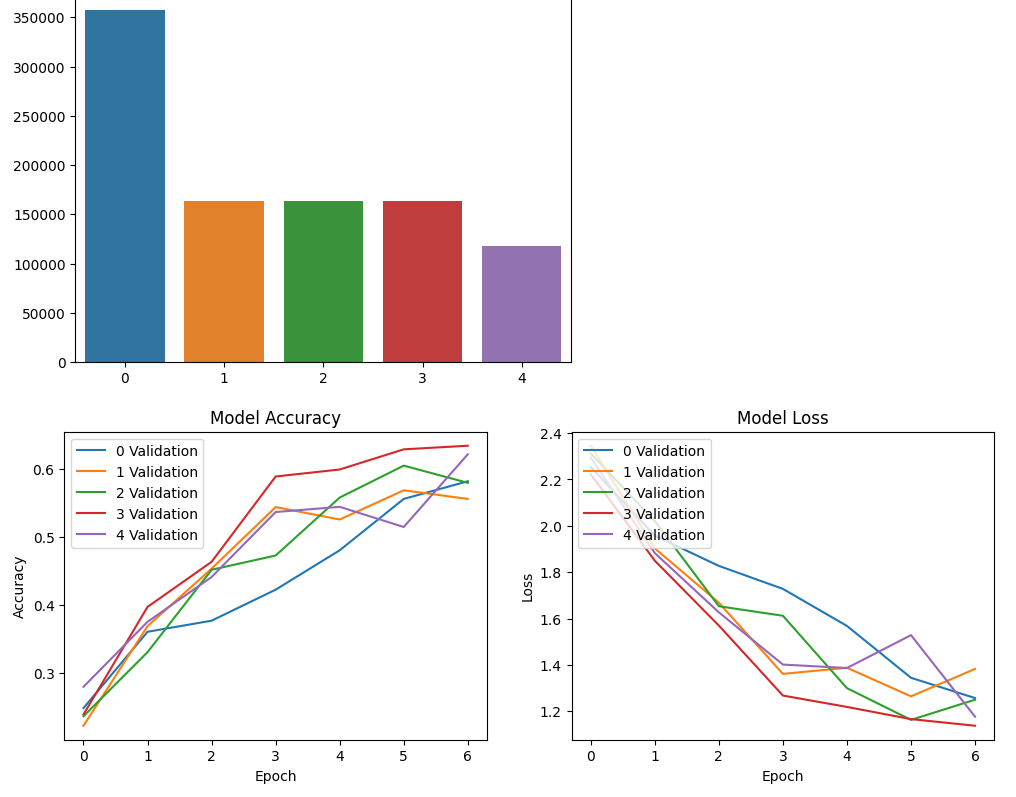 350000
300000
250000
200000
150000
100000
50000
0
0 1 2 3 4
Model Accuracy
0 Validation
1 Validation
2 Validation
3 Validation
4 Validation
0.6
0.5
0.4
0.3
Accuracy
0 1 2 3 4 5 6
Epoch
Model Loss
0 Validation
1 Validation
2 Validation
3 Validation
4 Validation
2.4
2.2
2.0
1.8
1.6
1.4
1.2
Loss
0 1 2 3 4 5 6
Epoch